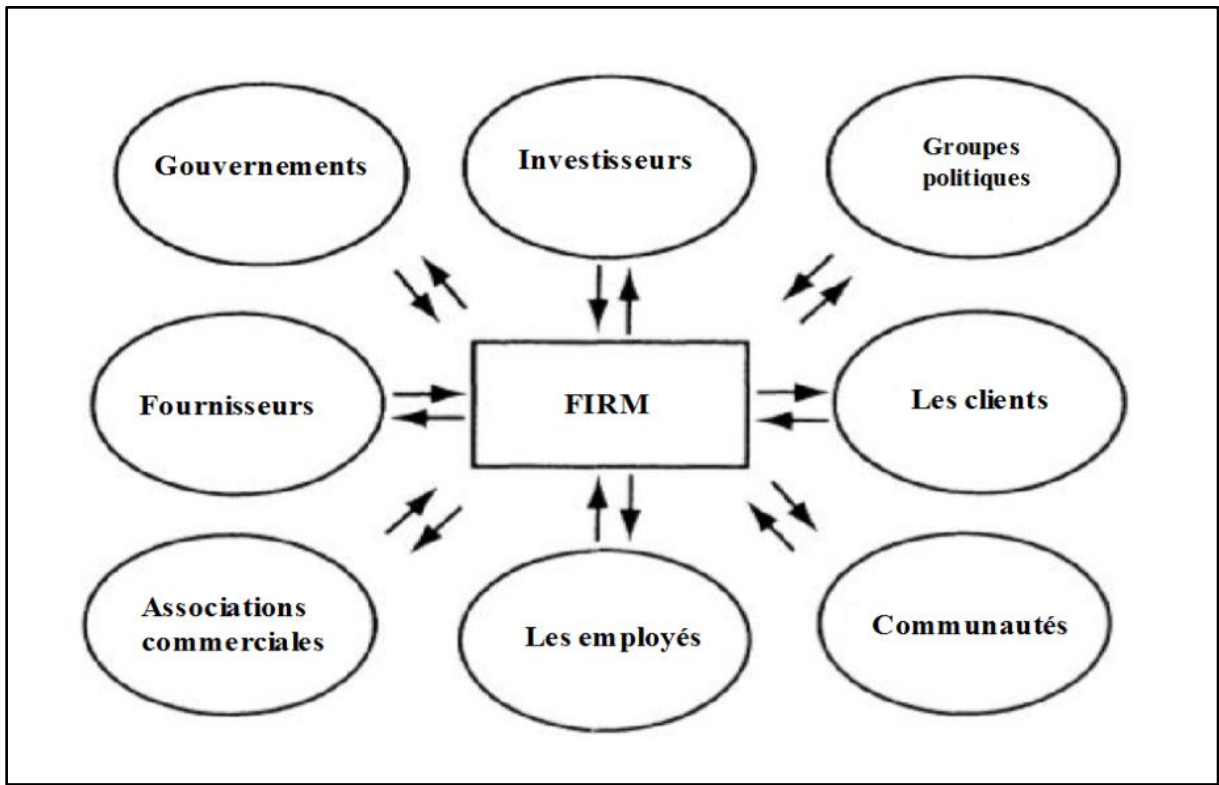 Gouvernements
Investisseurs
Groupes
politiques
Fournisseurs
FIRM
Les clients
Associations
commerciales
Les employés
Communautés